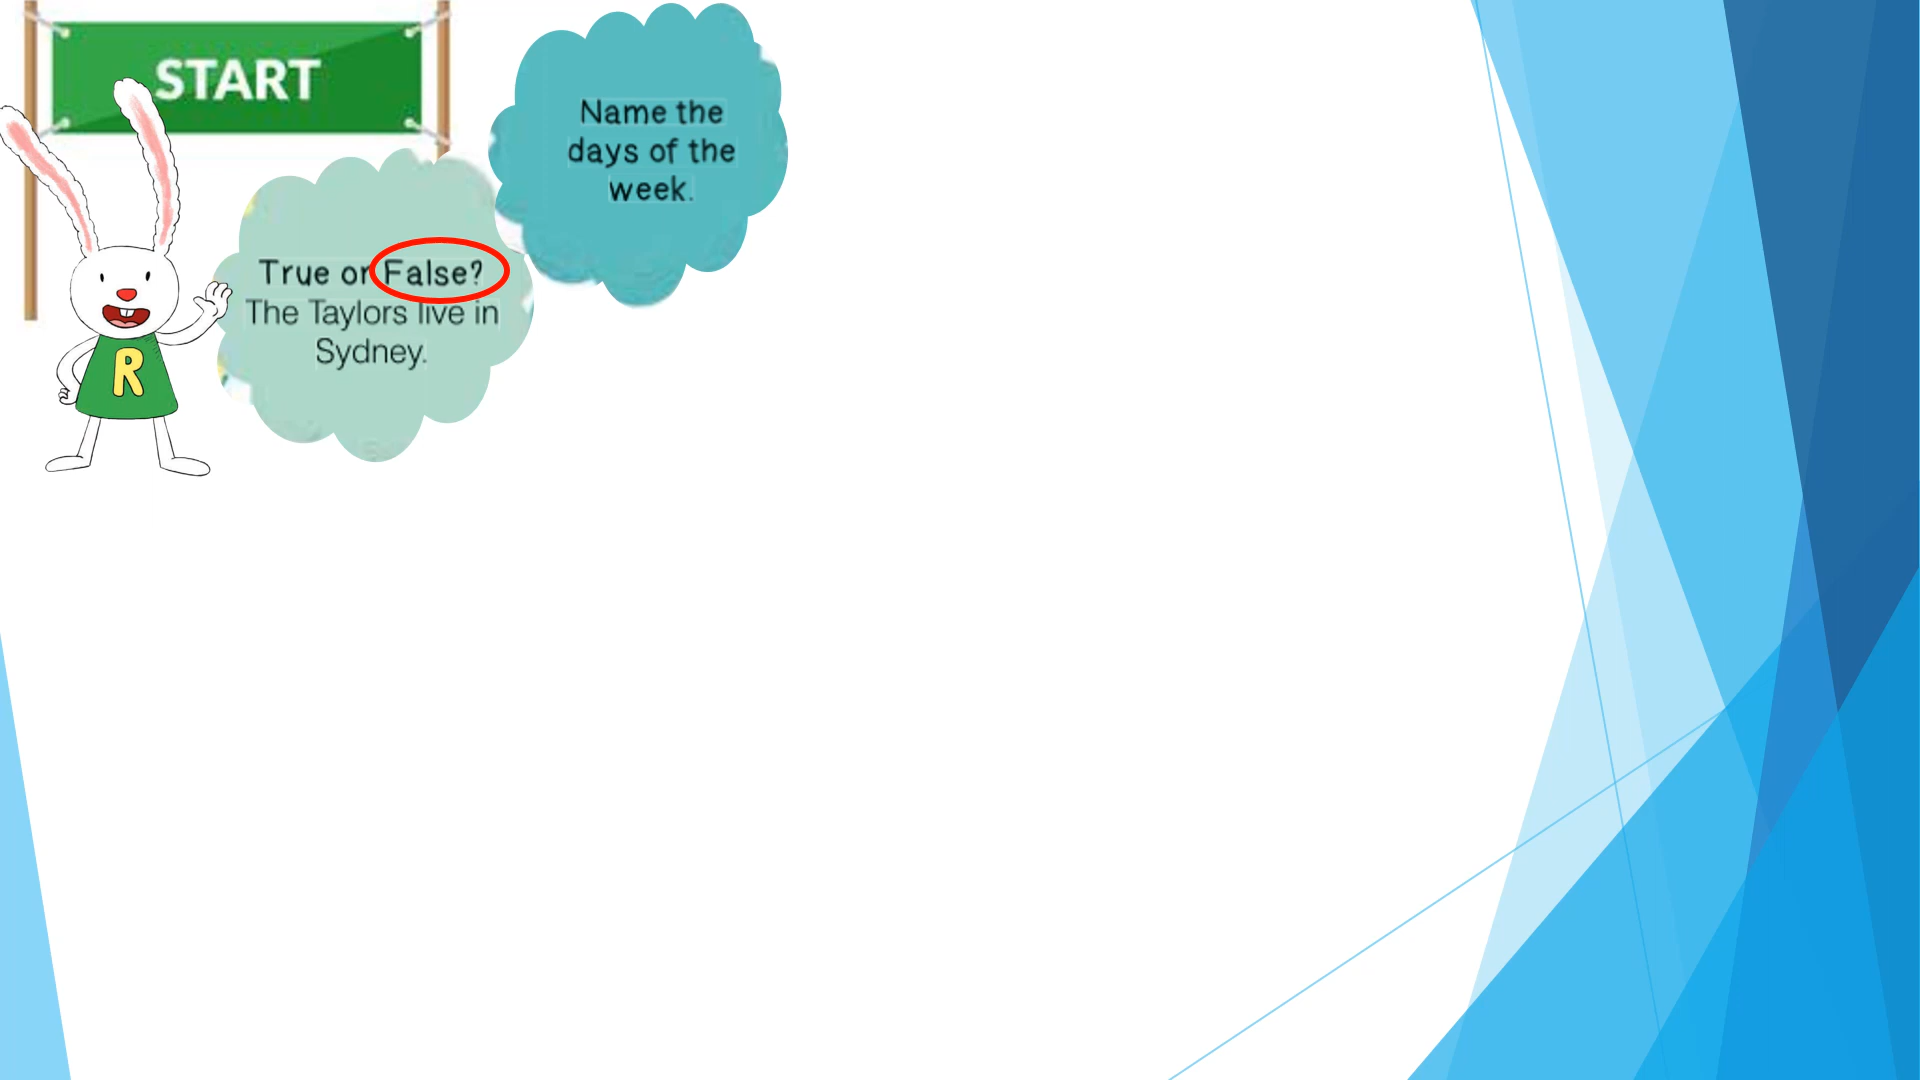 START
Name the
days of the
week.
True or False?
The Taylors live in
Sydney.
R